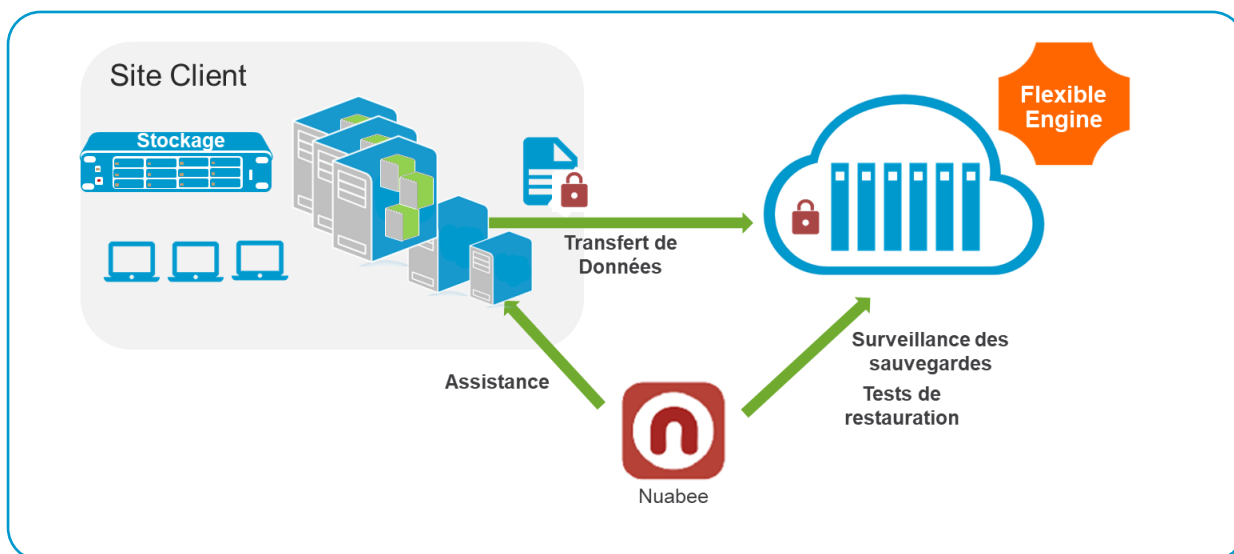 Site Client
Stockage
Flexible
Engine
Transfert de
Données
Surveillance des
sauvegardes
Tests de
restauration
Assistance
n
Nuabee